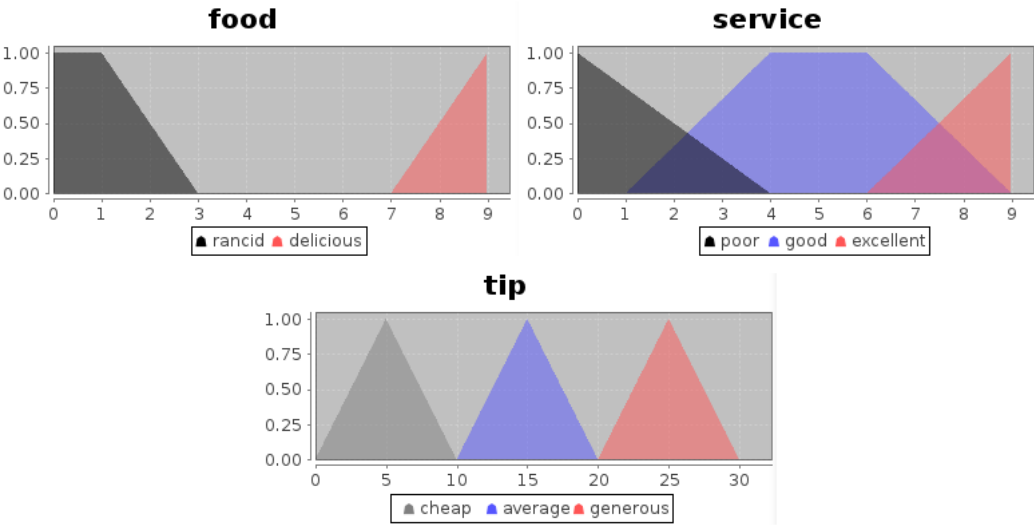 food
1.00
0.75
0.50
0.25
0.00
0 1 2 3 4 5 6 7 8 9
rancid delicious
service
1.00
0.75
0.50
0.25
0.00
0 1 2 3 4 5 6 7 8 9
poor good excellent
tip
1.00
0.75
0.50
0.25
0.00
0 5 10 15 20 25 30
cheap average generous